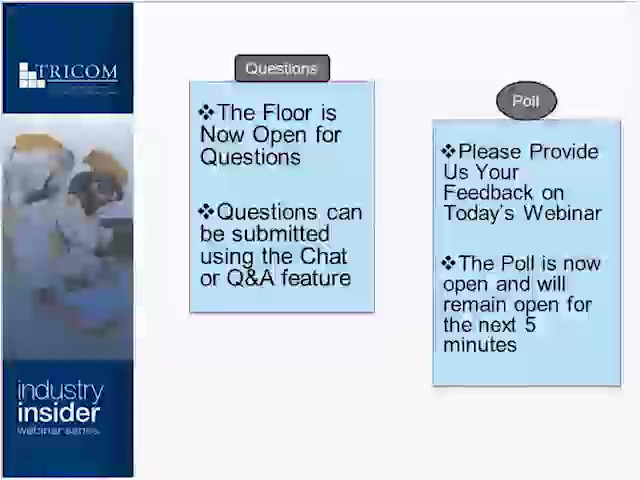 TRICOM
Questions
❖The Floor is
Now Open for
Questions
❖Questions can
be submitted
using the Chat
or Q&A feature
Poll
❖Please Provide
Us Your
Feedback on
Today's Webinar
❖The Poll is now
open and will
remain open for
the next 5
minutes
industry
insider
webinar series